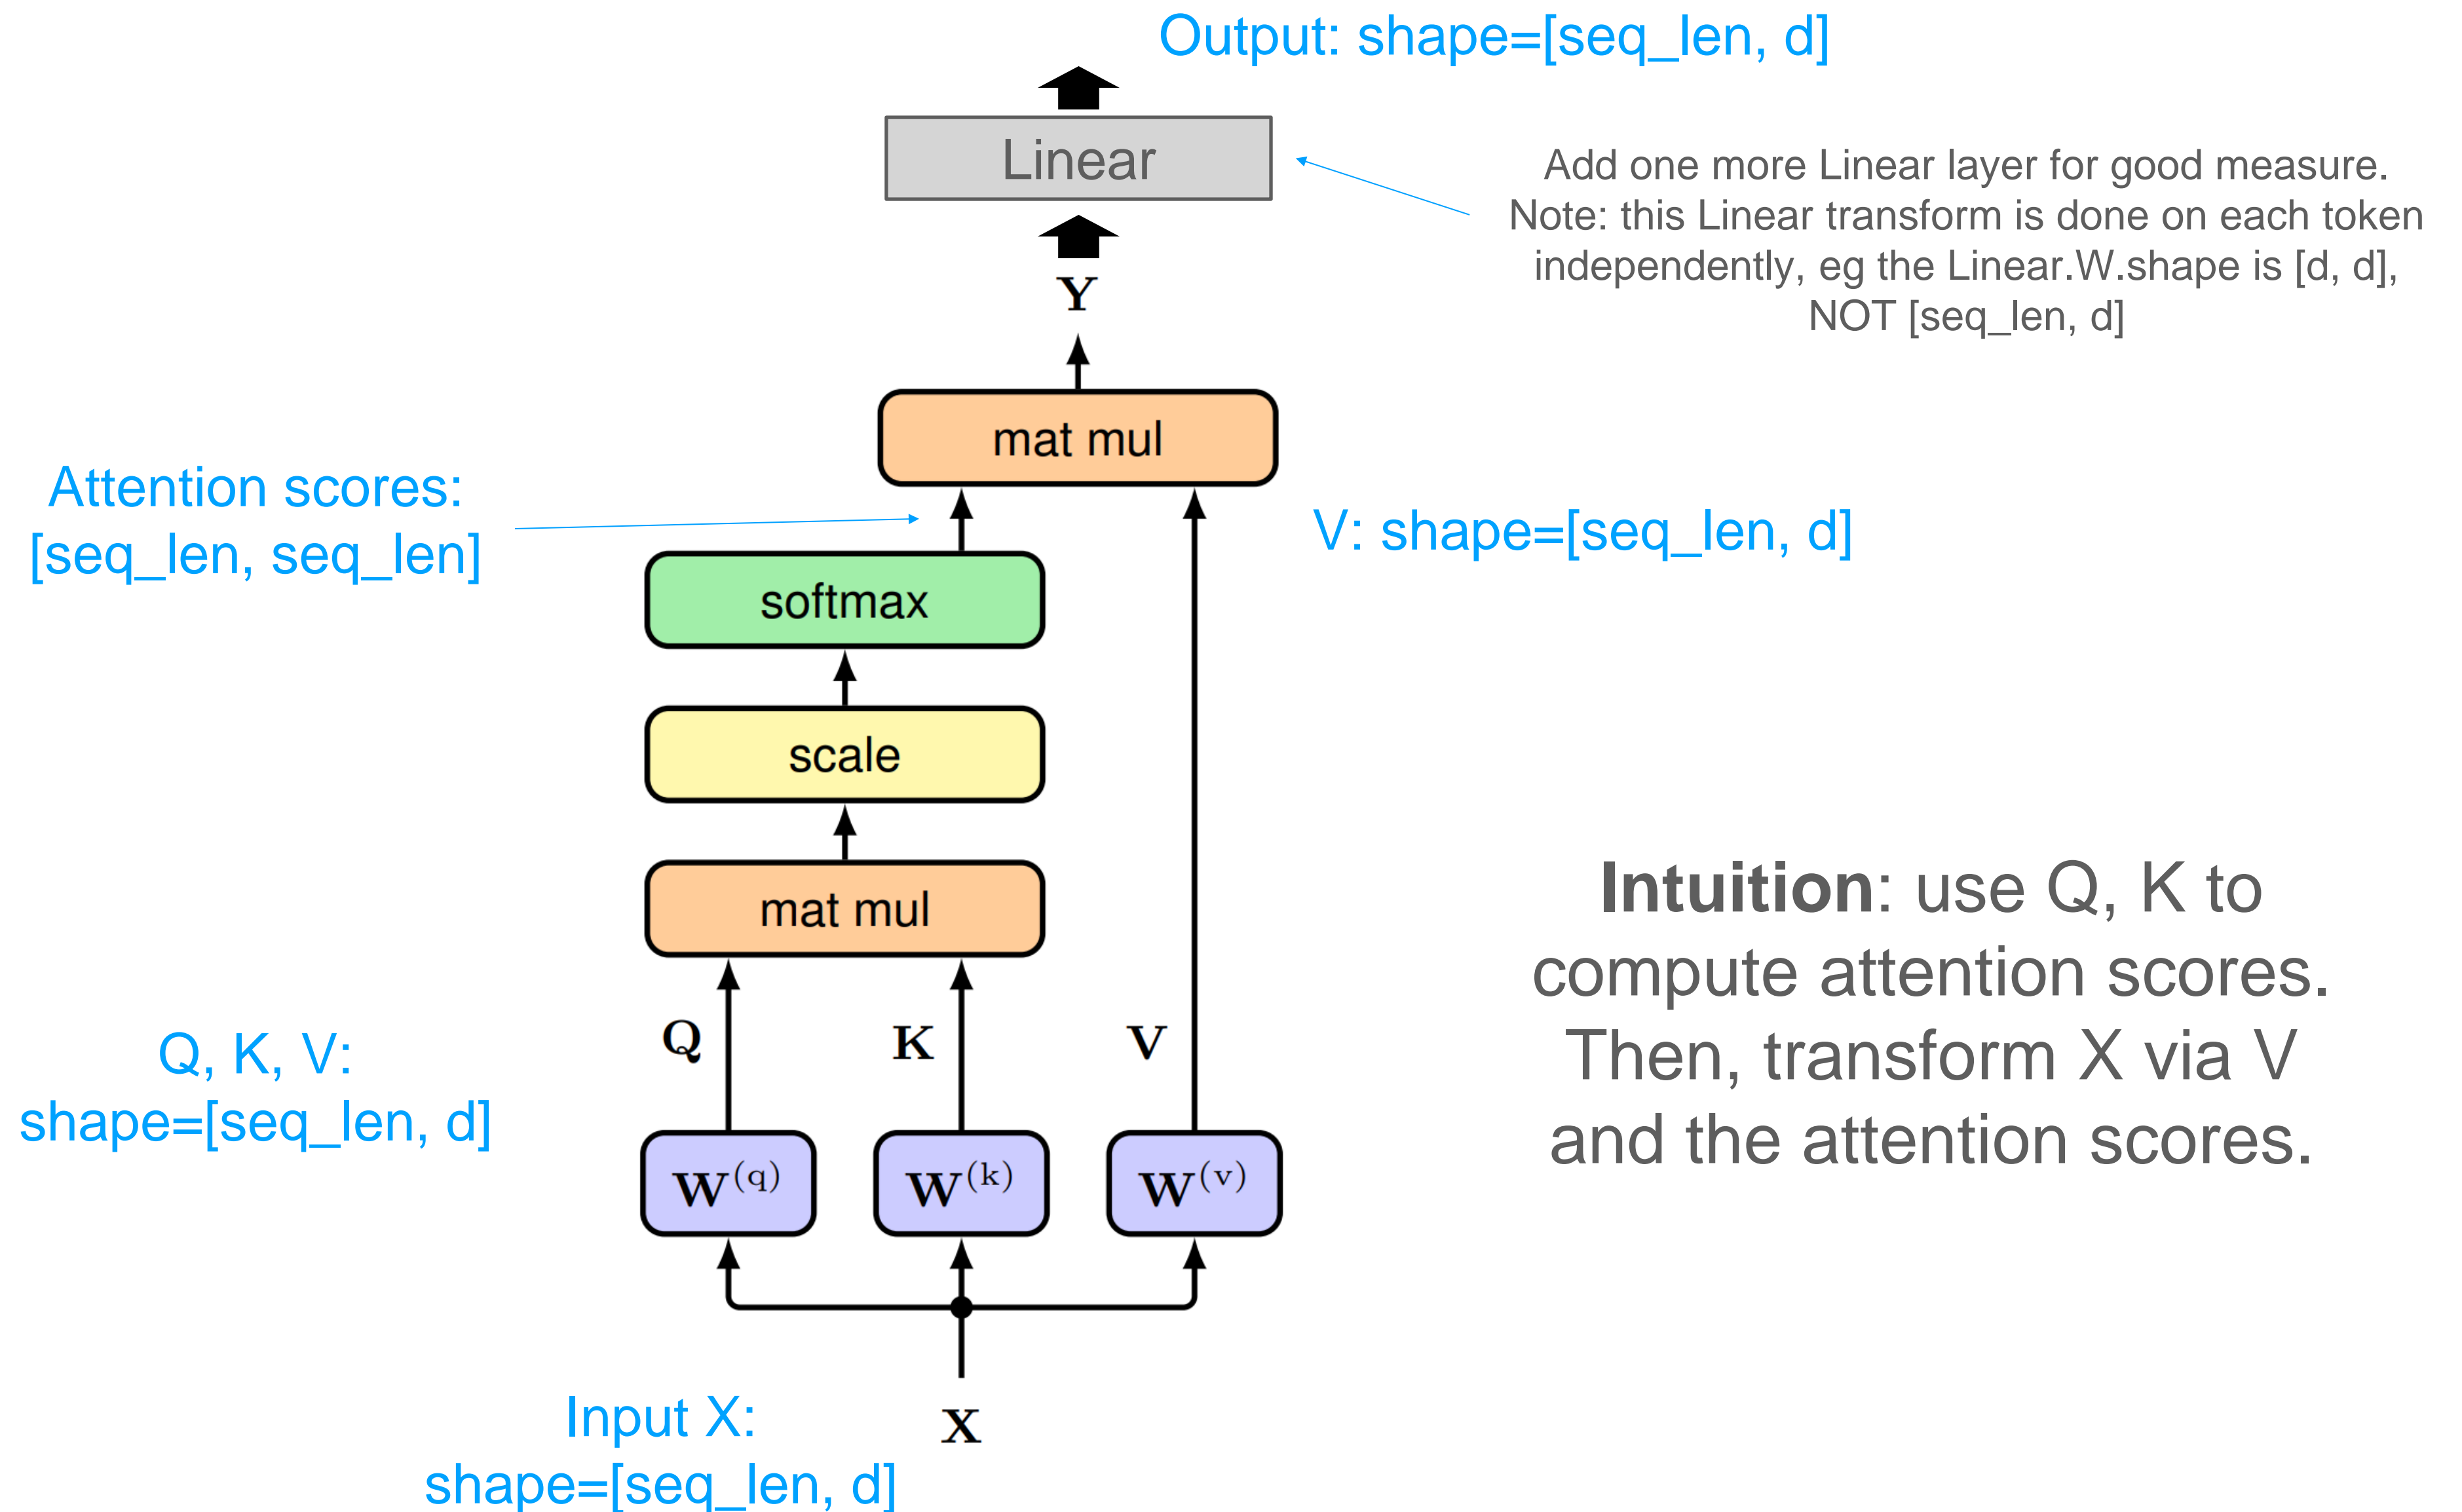 Output: shape=[seq_len, d]
Linear
Add one more Linear layer for good measure.
Note: this Linear transform is done on each token
independently, eg the Linear.W.shape is [d, d],
NOT [seq_len, d]
Y
mat mul
Attention scores:
[seq_len, seq_len]
V: shape=[seq_len, d]
softmax
scale
mat mul
Intuition: use Q, K to
compute attention scores.
Then, transform X via V
and the attention scores.
Q
K
V
Q, K, V:
shape=[seq_len, d]
W(q)
W(k)
W(v)
Input X:
shape=[seq_len, d]
X